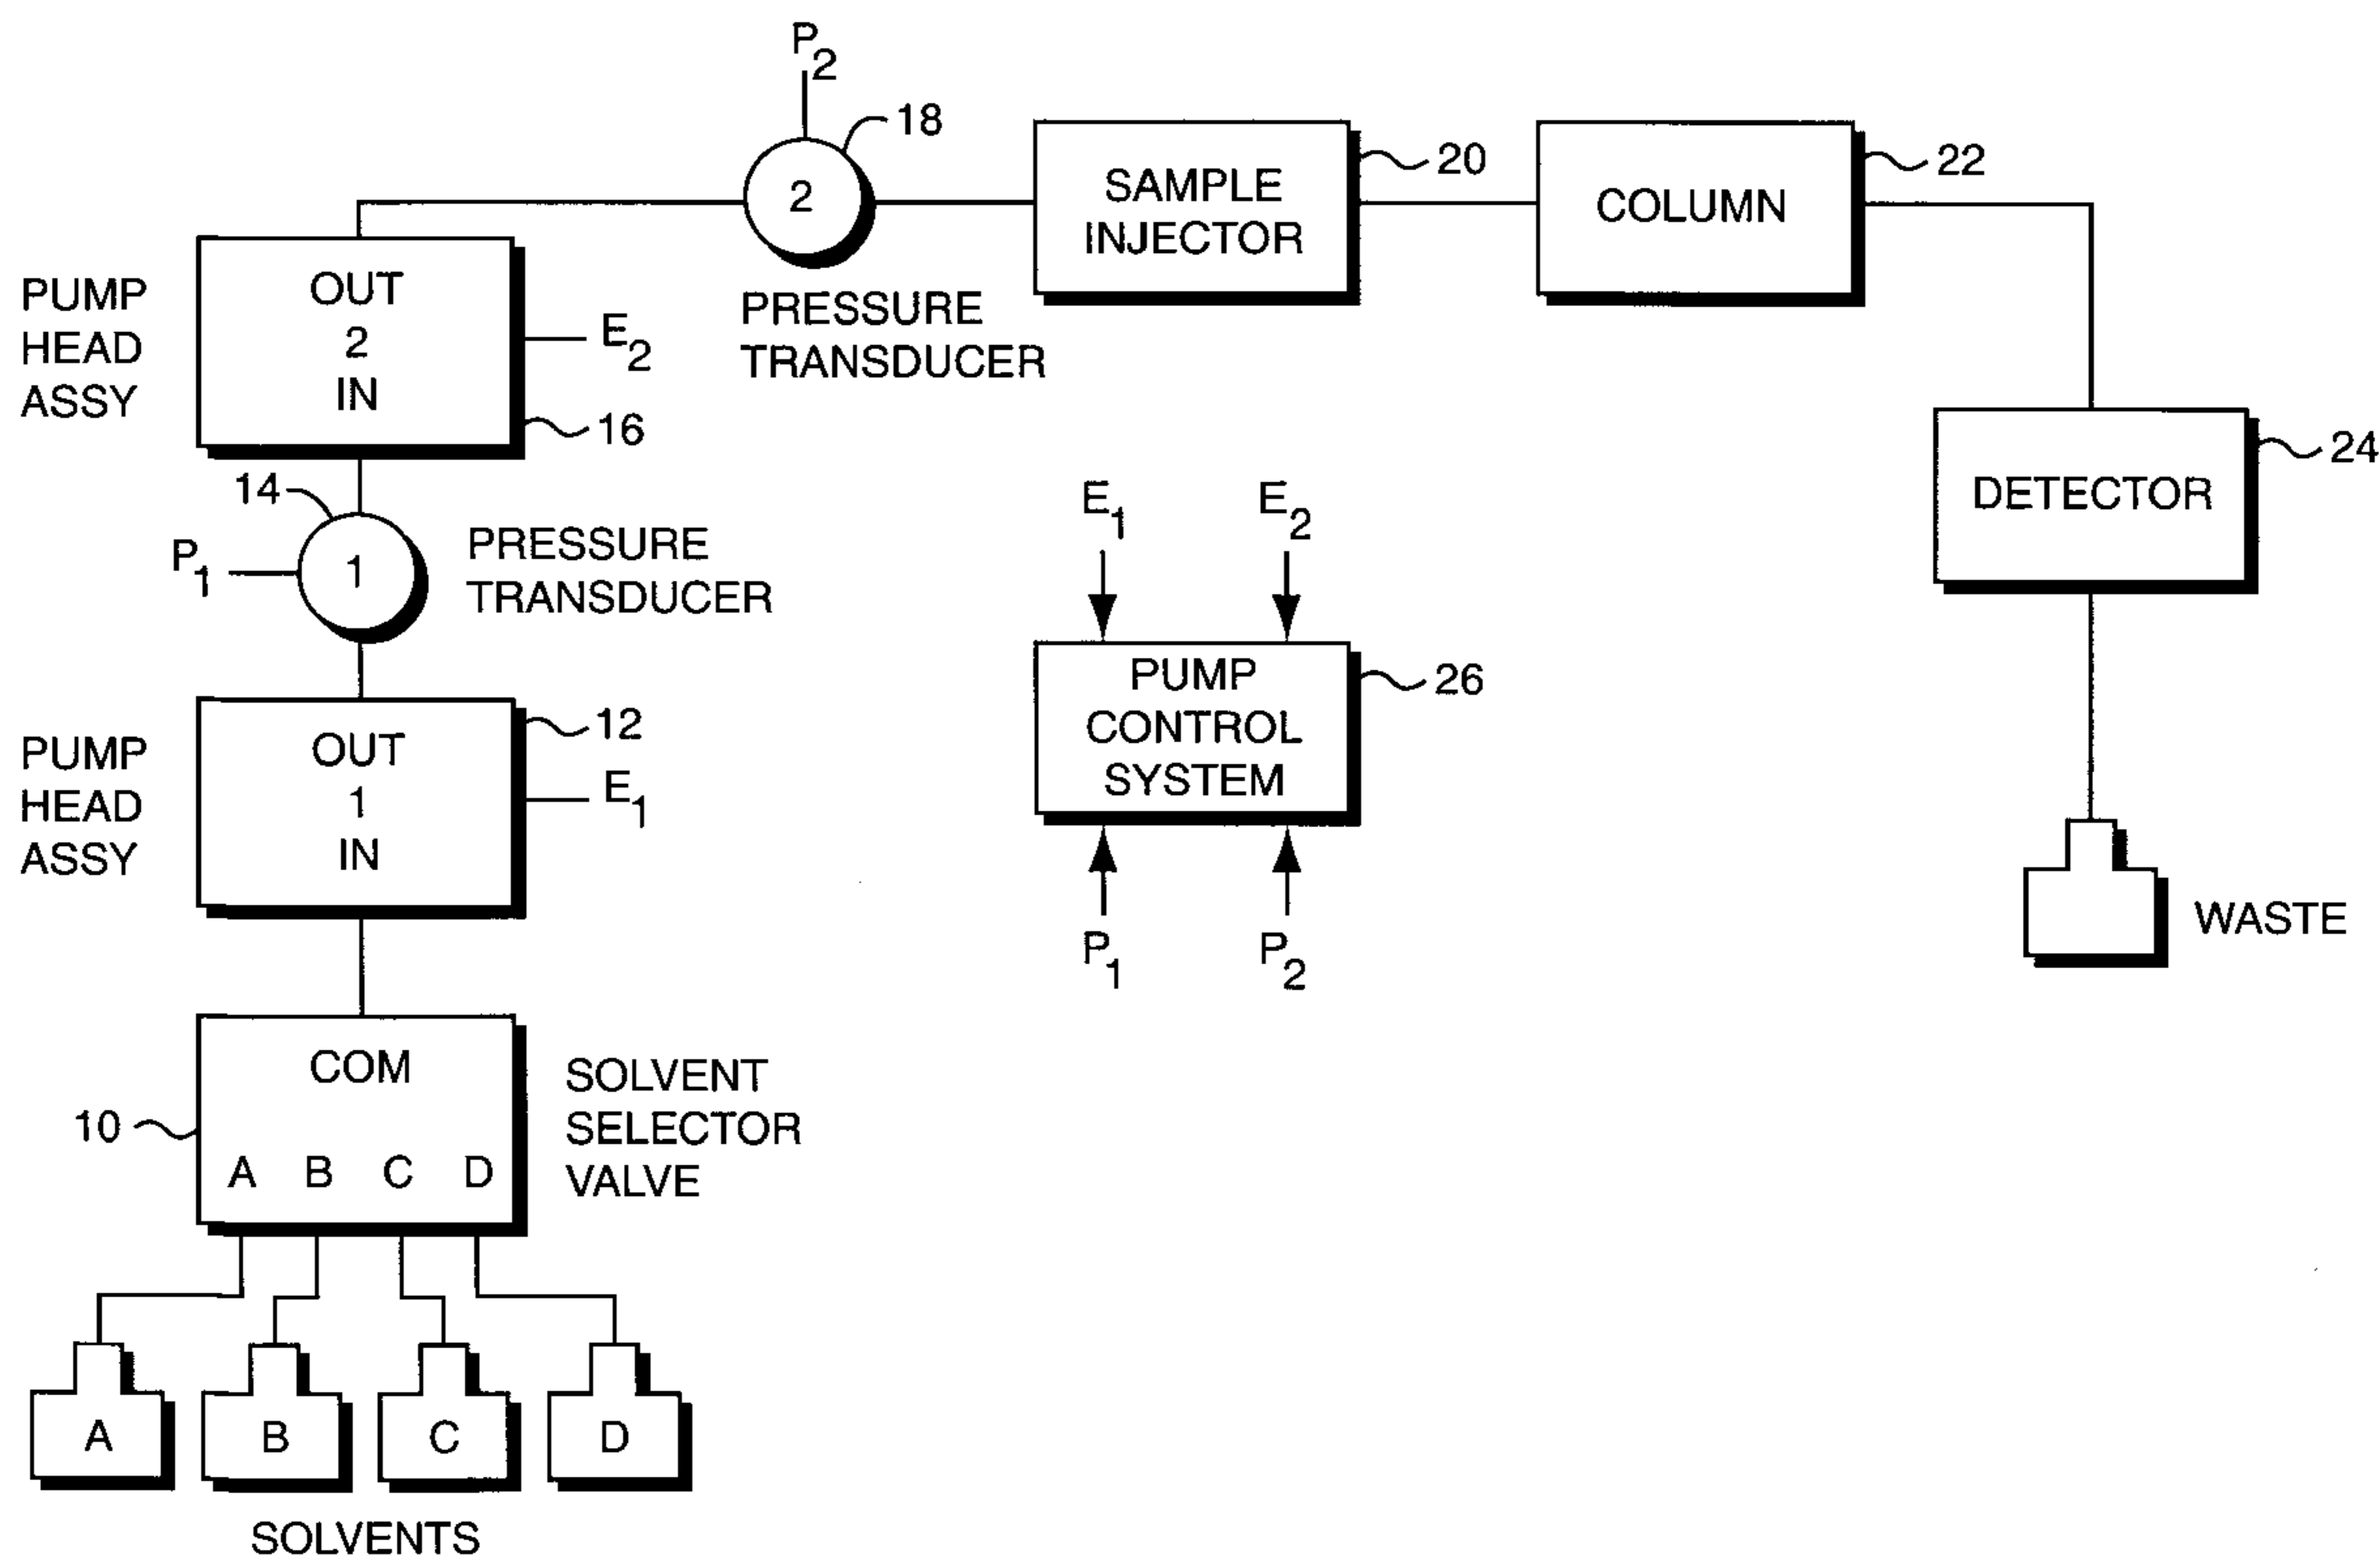 P2
18
2
PRESSURE
TRANSDUCER
SAMPLE
INJECTOR
20
COLUMN
22
PUMP
HEAD
ASSY
OUT
2
IN
E2
16
14
P1
1
PRESSURE
TRANSDUCER
DETECTOR
24
E1
E2
PUMP
CONTROL
SYSTEM
26
P1
P2
PUMP
HEAD
ASSY
OUT
1
IN
12
E1
WASTE
COM
10
A B C D
SOLVENT
SELECTOR
VALVE
A B C D
SOLVENTS